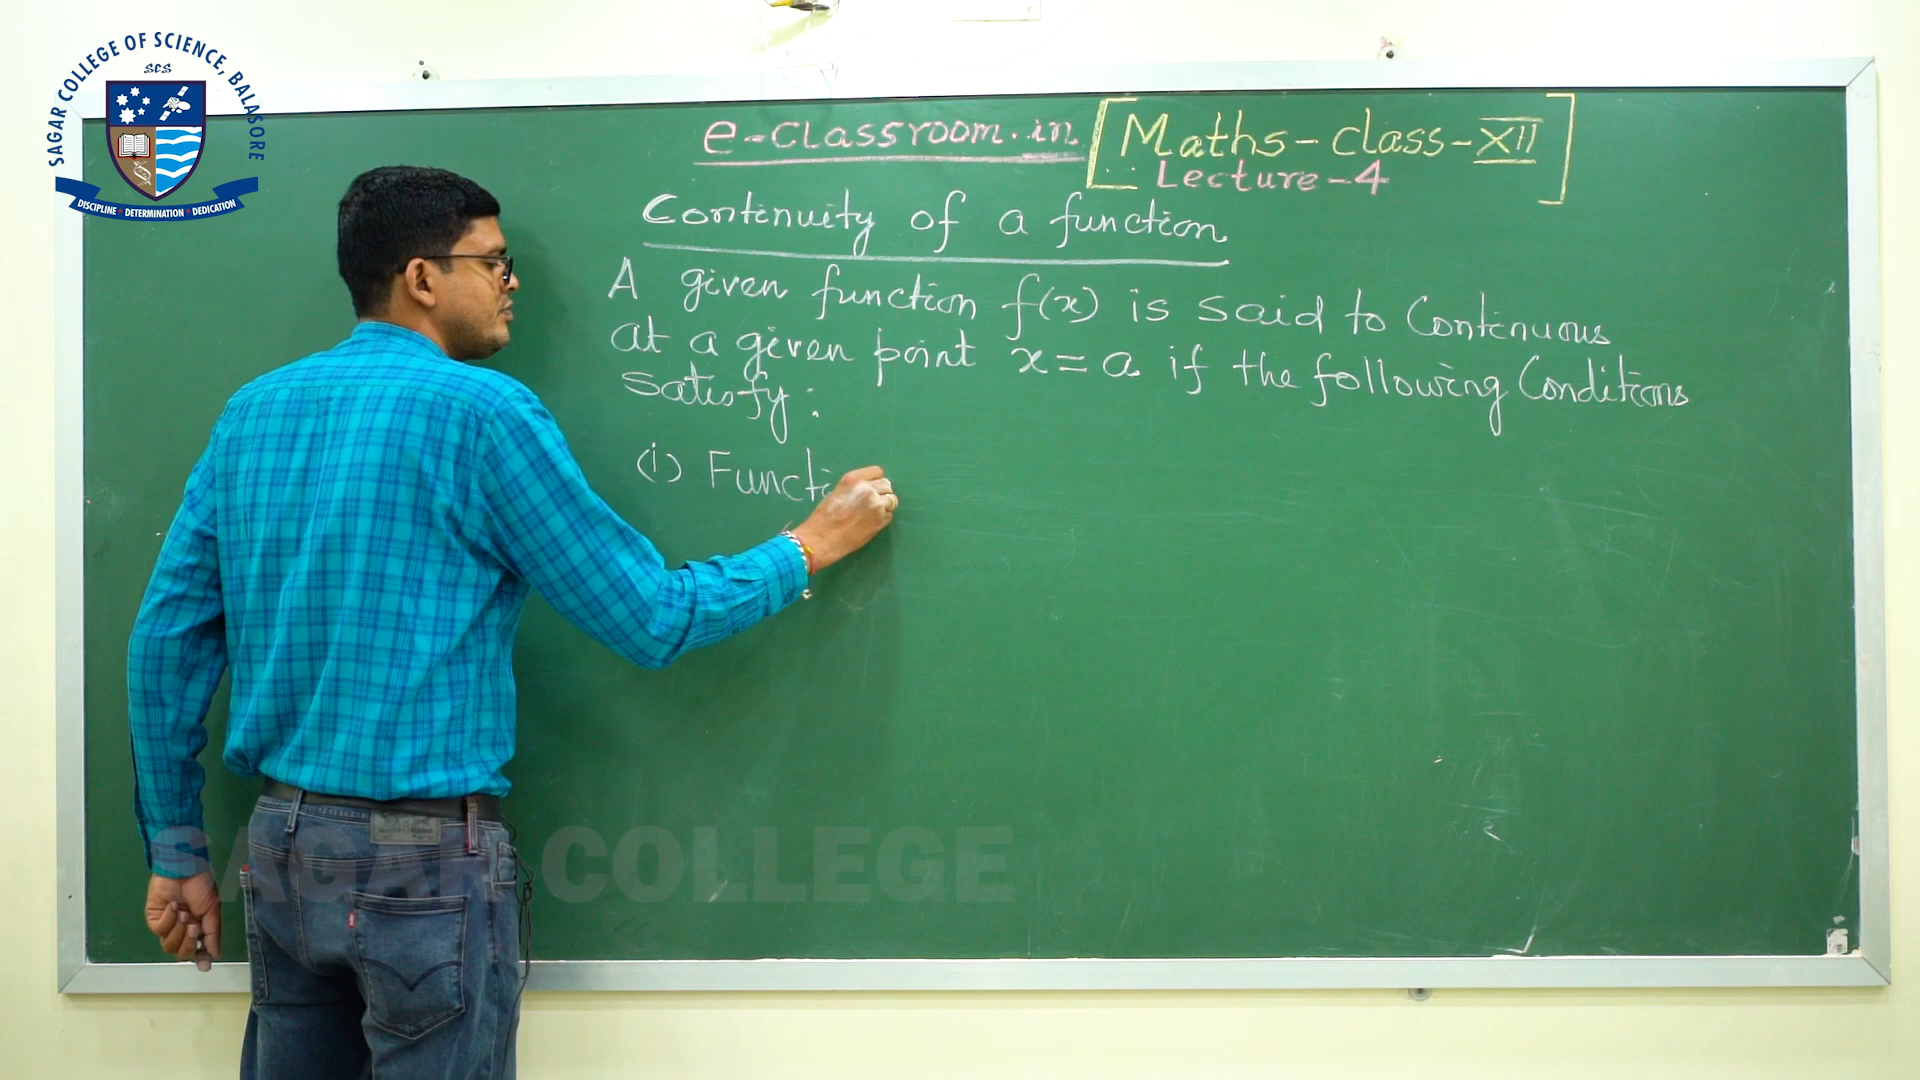 SAGAR COLLEGE OF SCIENCE, BALASORE
SCS
DISCIPLINE • DETERMINATION • DEDICATION
e-classroom.in
Maths-class-XII
Lecture-4
Continuity of a function
A given function f(x) is said to Continuous
at a given point x=a if the following Conditions
satisfy:
(i) Functi
SAGAR COLLEGE